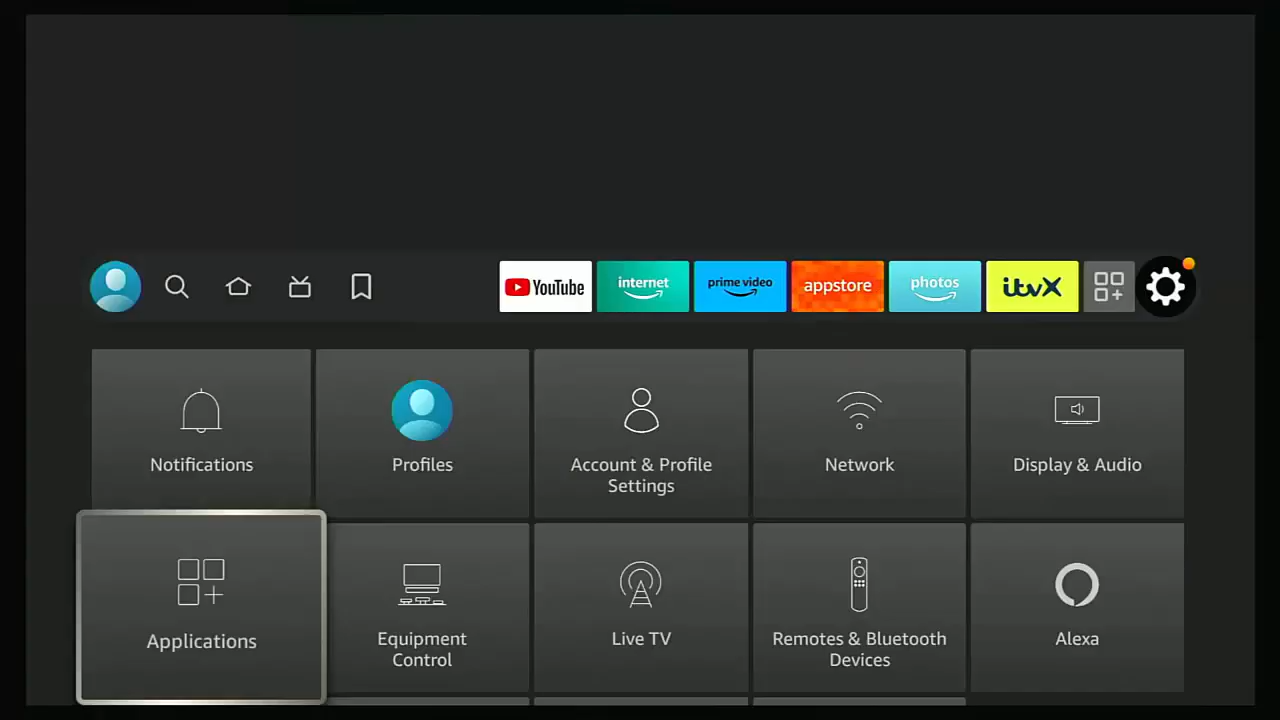 YouTube
internet
prime video
appstore
photos
itvX
Notifications
Profiles
Account & Profile
Settings
Network
Display & Audio
Applications
Equipment
Control
Live TV
Remotes & Bluetooth
Devices
Alexa